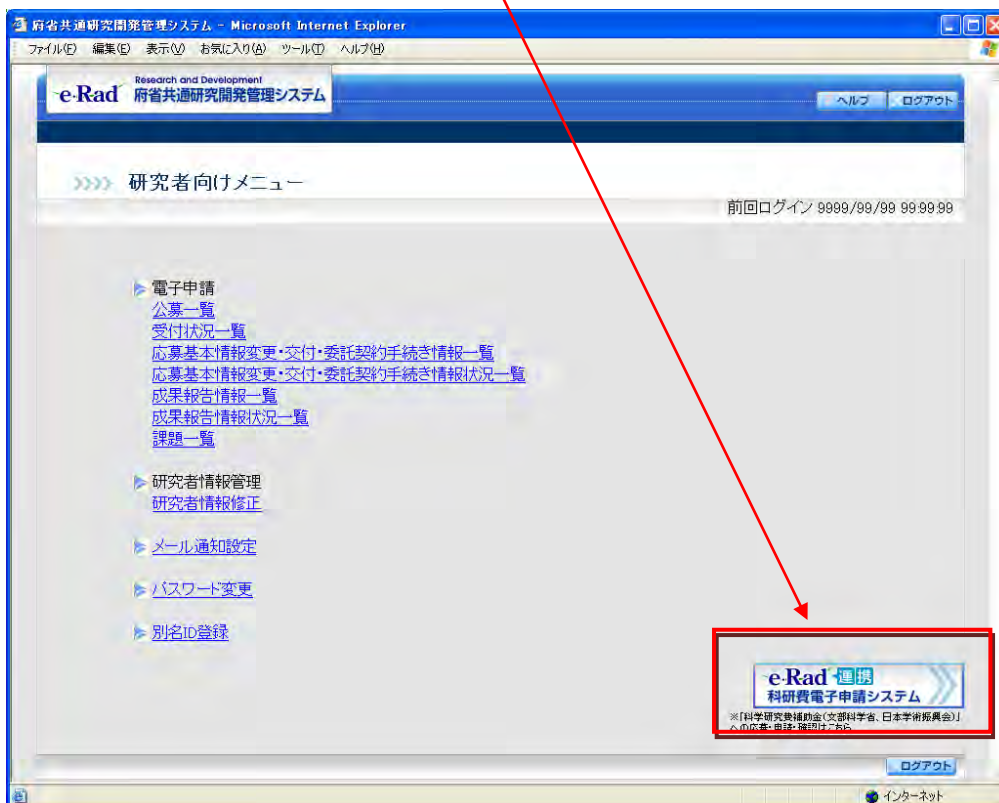 府省共通研究開発管理システム - Microsoft Internet Explorer
ファイル(F) 編集(E) 表示(V) お気に入り(A) ツール(T) ヘルプ(H)
e-Rad
Research and Development
府省共通研究開発管理システム
ヘルプ ログアウト
>>>> 研究者向けメニュー
前回ログイン 9999/99/99 99:99:99
電子申請
公募一覧
受付状況一覧
応募基本情報変更・交付・委託契約手続き情報一覧
応募基本情報変更・交付・委託契約手続き情報状況一覧
成果報告情報一覧
成果報告情報状況一覧
課題一覧
研究者情報管理
研究者情報修正
メール通知設定
パスワード変更
別名ID登録
e-Rad 連携
科研費電子申請システム
※「科学研究費補助金(文部科学省、日本学術振興会)」
への応募・申請・確認はこちら
ログアウト
インターネット